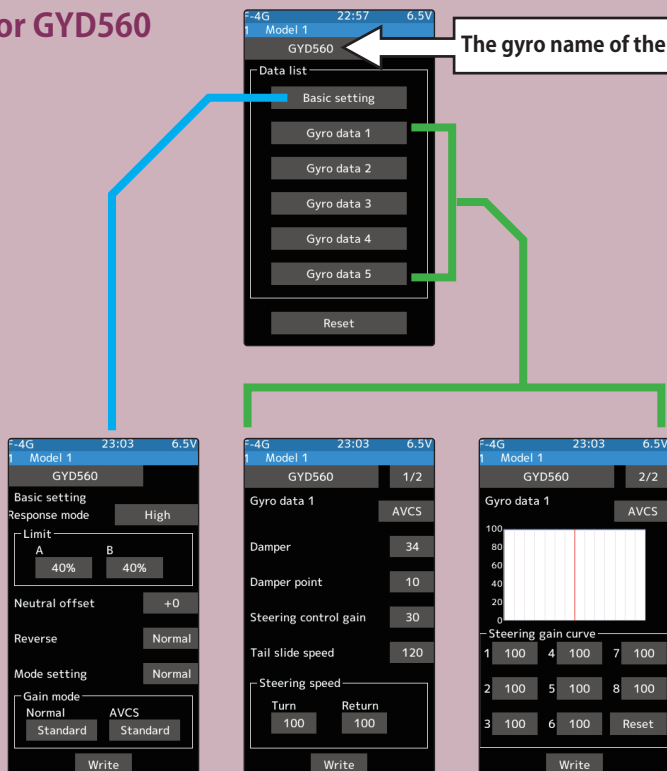 or GYD560
F-4G 22:57 6.5V
1 Model 1
GYD560
The gyro name of the
Data list
Basic setting
Gyro data 1
Gyro data 2
Gyro data 3
Gyro data 4
Gyro data 5
Reset
F-4G 23:03 6.5V
1 Model 1
GYD560
Basic setting
Response mode High
Limit
A B
40% 40%
Neutral offset +0
Reverse Normal
Mode setting Normal
Gain mode
Normal AVCS
Standard Standard
Write
F-4G 23:03 6.5V
1 Model 1
GYD560 1/2
Gyro data 1
AVCS
Damper 34
Damper point 10
Steering control gain 30
Tail slide speed 120
Steering speed
Turn Return
100 100
Write
F-4G 23:03 6.5V
1 Model 1
GYD560 2/2
Gyro data 1
AVCS
100
80
60
40
20
0
Steering gain curve
1 100 4 100 7 100
2 100 5 100 8 100
3 100 6 100 Reset
Write